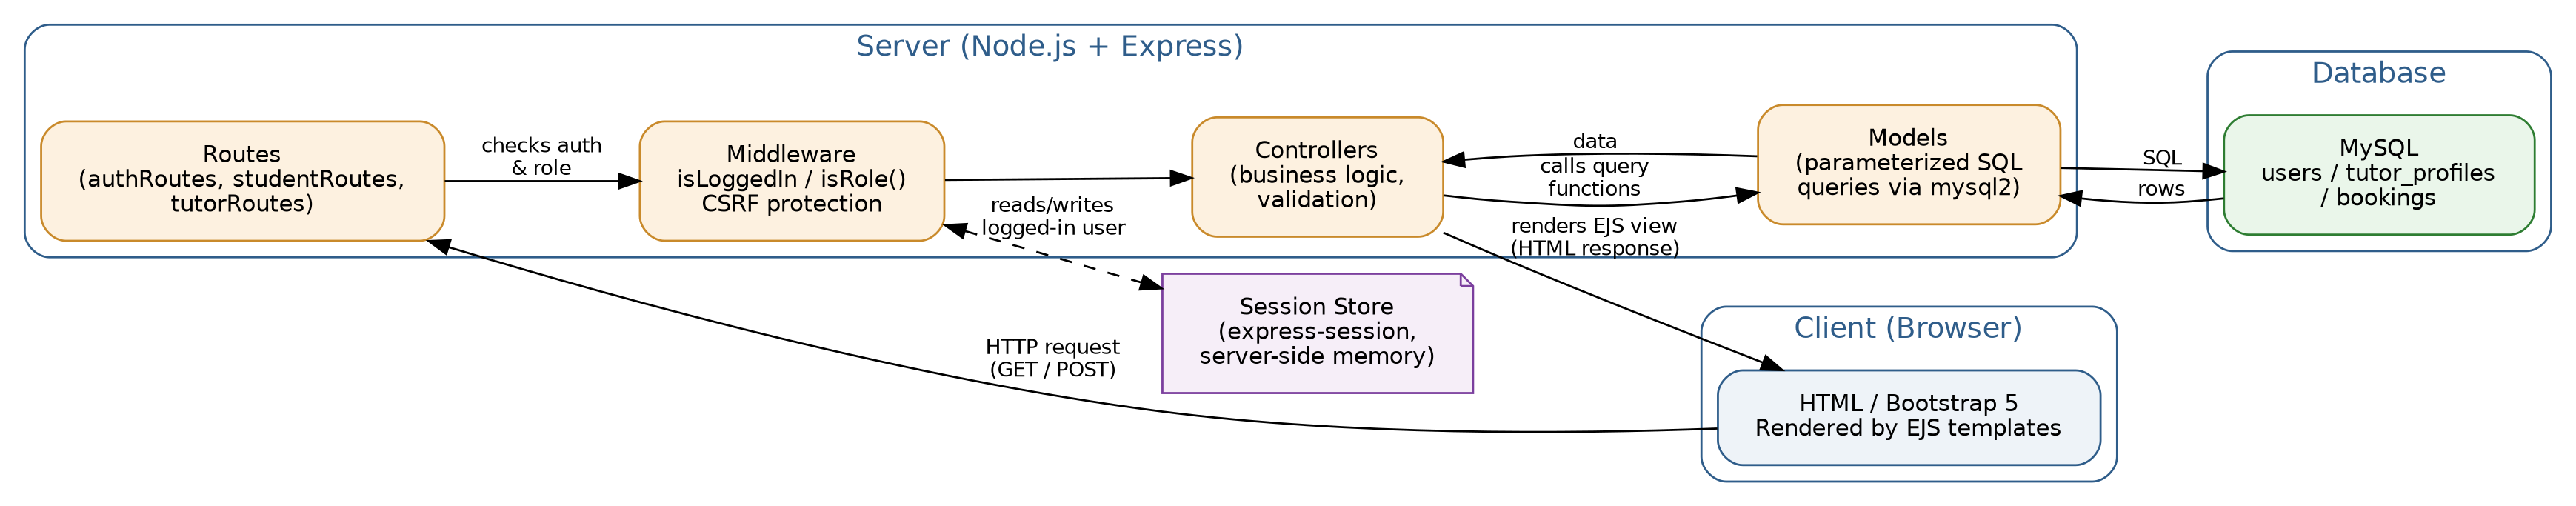 Server (Node.js + Express)
Routes
(authRoutes, studentRoutes,
tutorRoutes)
checks auth
& role
Middleware
isLoggedIn / isRole()
CSRF protection
reads/writes
logged-in user
Controllers
(business logic,
validation)
data
calls query
functions
renders EJS view
(HTML response)
Models
(parameterized SQL
queries via mysql2)
SQL
rows
Database
MySQL
users / tutor_profiles
/ bookings
Session Store
(express-session,
server-side memory)
HTTP request
(GET / POST)
Client (Browser)
HTML / Bootstrap 5
Rendered by EJS templates